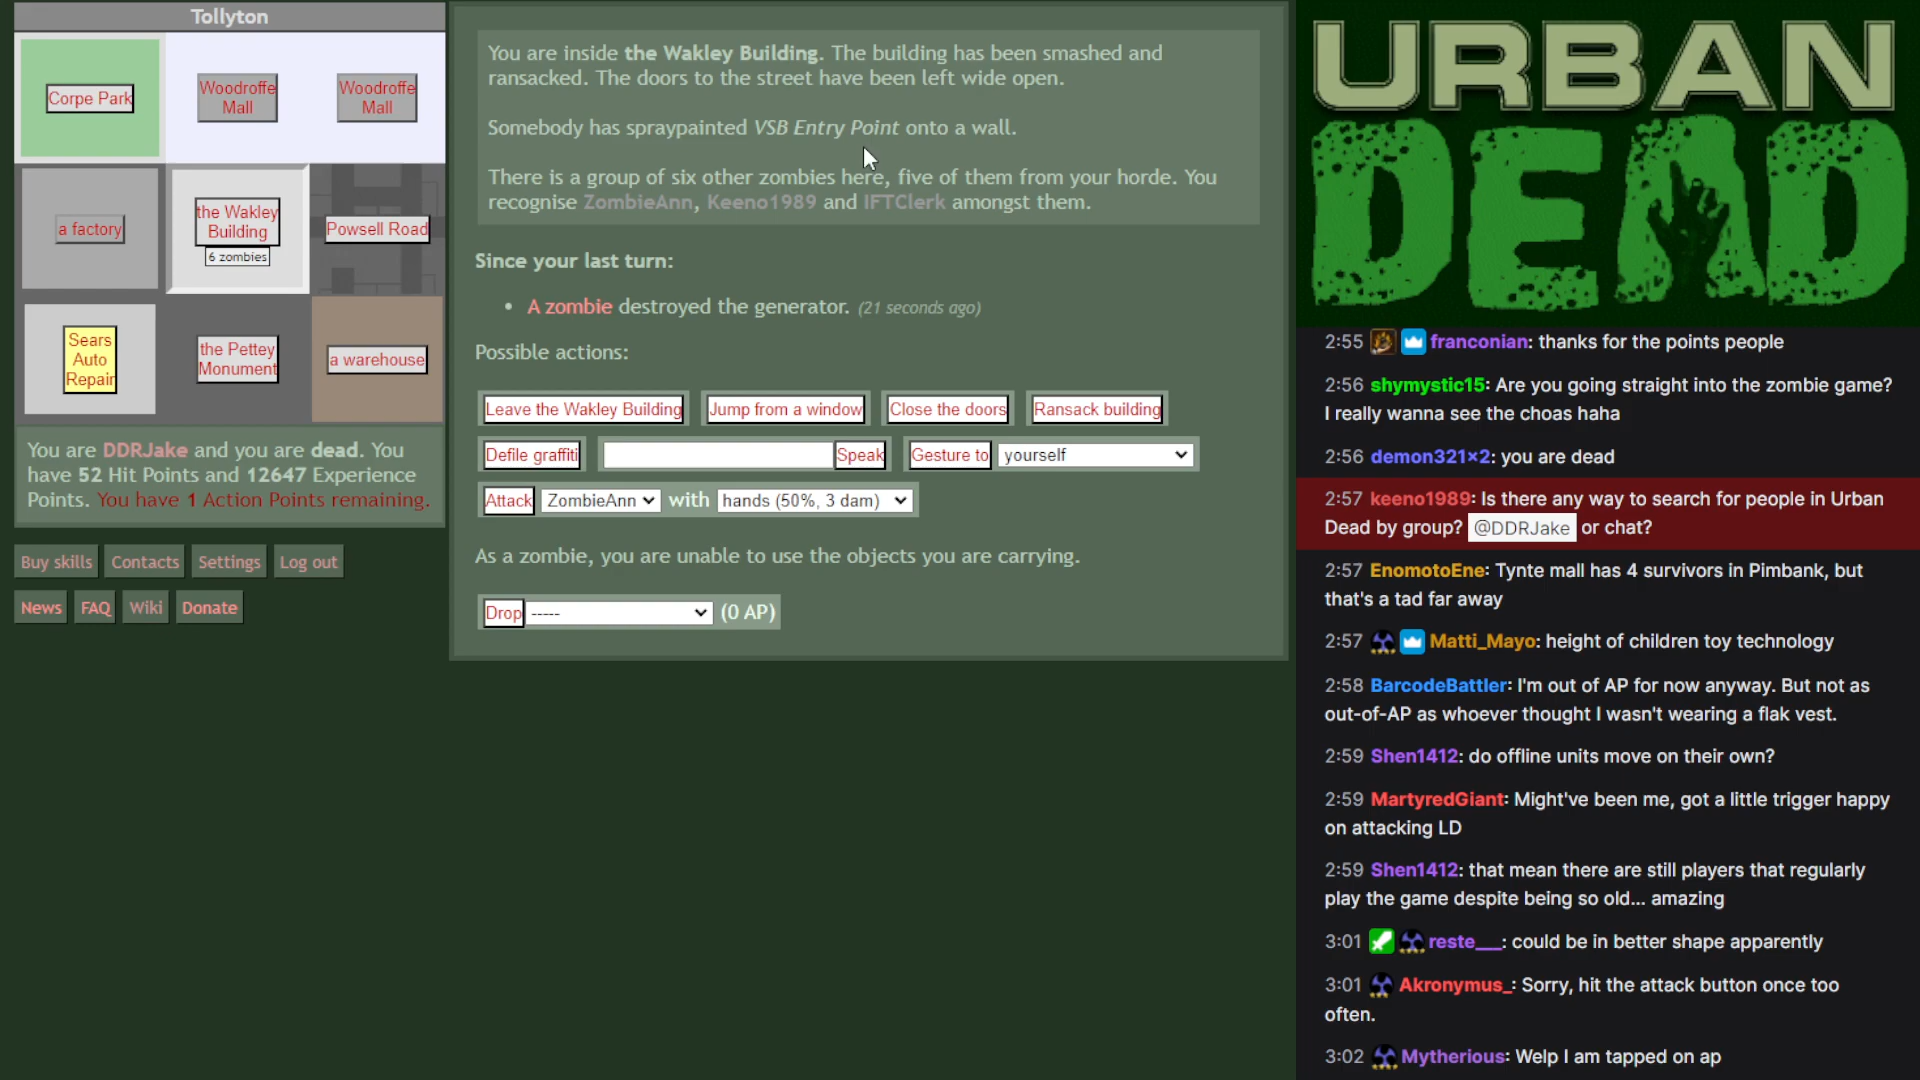 Tollyton
Corpe Park
Woodroffe
Mall
Woodroffe
Mall
a factory
the Wakley
Building
6 zombies
Powsell Road
Sears
Auto
Repair
the Pettey
Monument
a warehouse
You are DDRJake and you are dead. You
have 52 Hit Points and 12647 Experience
Points. You have 1 Action Points remaining.
Buy skills
Contacts
Settings
Log out
News
FAQ
Wiki
Donate
You are inside the Wakley Building. The building has been smashed and
ransacked. The doors to the street have been left wide open.
Somebody has spraypainted VSB Entry Point onto a wall.
There is a group of six other zombies here, five of them from your horde. You
recognise ZombieAnn, Keeno1989 and IFTClerk amongst them.
Since your last turn:
• A zombie destroyed the generator. (21 seconds ago)
Possible actions:
Leave the Wakley Building
Jump from a window
Close the doors
Ransack building
Defile graffiti
Speak
Gesture to yourself
Attack ZombieAnn with hands (50%, 3 dam)
As a zombie, you are unable to use the objects you are carrying.
Drop ----- (0 AP)
URBAN
DEAD
2:55 franconian: thanks for the points people
2:56 shymystic15: Are you going straight into the zombie game?
I really wanna see the choas haha
2:56 demon321x2: you are dead
2:57 keeno1989: Is there any way to search for people in Urban
Dead by group? @DDRJake or chat?
2:57 EnomotoEne: Tynte mall has 4 survivors in Pimbank, but
that's a tad far away
2:57 Matti_Mayo: height of children toy technology
2:58 BarcodeBattler: I'm out of AP for now anyway. But not as
out-of-AP as whoever thought I wasn't wearing a flak vest.
2:59 Shen1412: do offline units move on their own?
2:59 MartyredGiant: Might've been me, got a little trigger happy
on attacking LD
2:59 Shen1412: that mean there are still players that regularly
play the game despite being so old... amazing
3:01 reste___: could be in better shape apparently
3:01 Akronymus_: Sorry, hit the attack button once too
often.
3:02 Mytherious: Welp I am tapped on ap